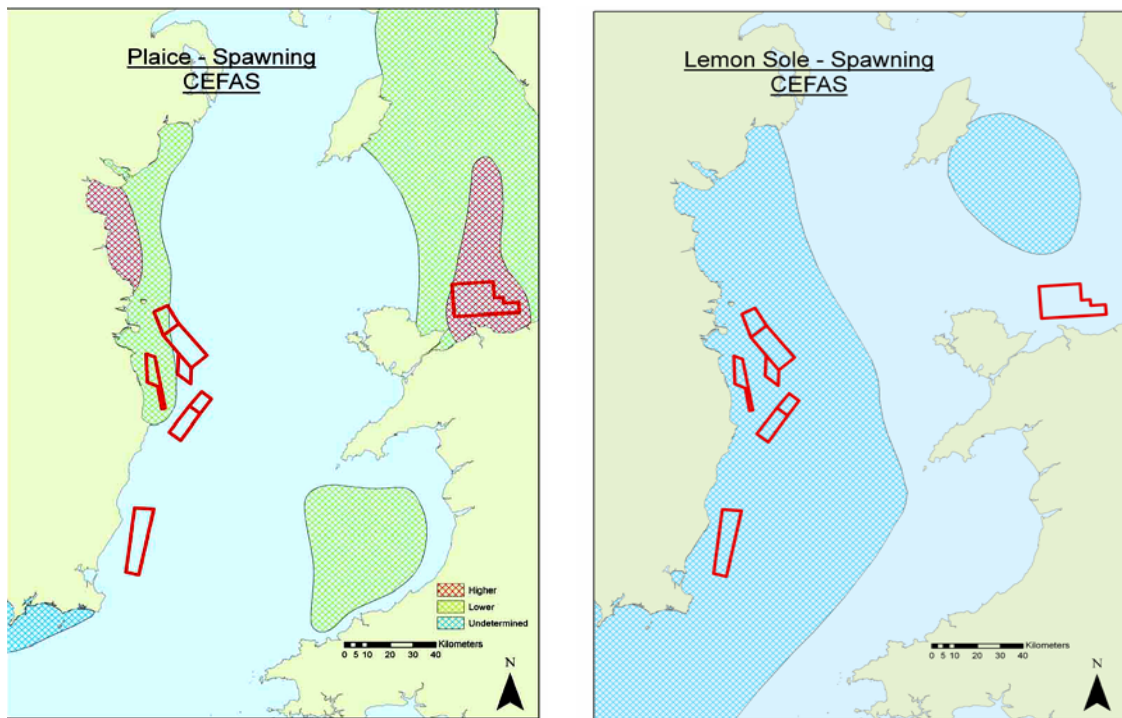 Plaice - Spawning
CEFAS
Higher
Lower
Undetermined
Kilometers
0 5 10 20 30 40
N
Lemon Sole - Spawning
CEFAS
Kilometers
0 5 10 20 30 40
N